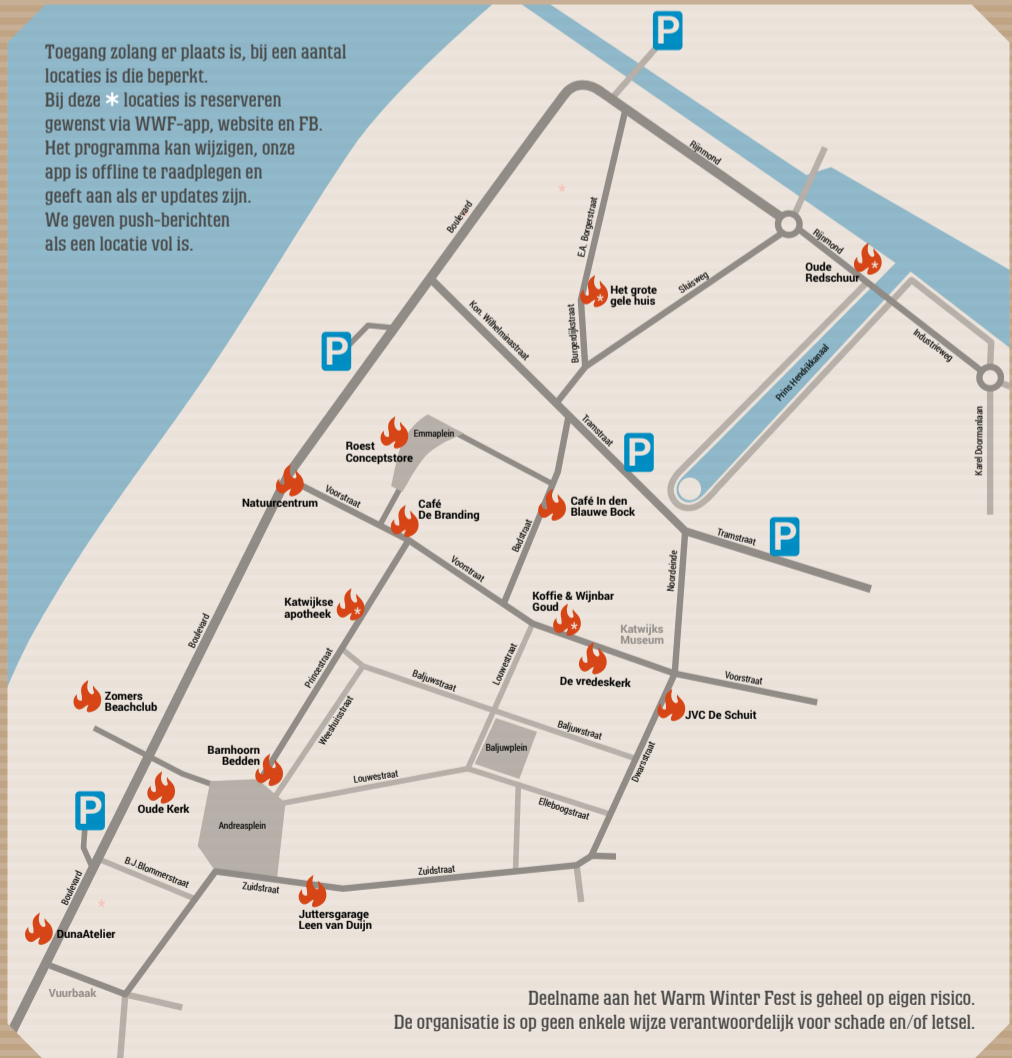 Toegang zolang er plaats is, bij een aantal
locaties is die beperkt.
Bij deze * locaties is reserveren
gewenst via WWF-app, website en FB.
Het programma kan wijzigen, onze
app is offline te raadplegen en
geeft aan als er updates zijn.
We geven push-berichten
als een locatie vol is.
P
Rijnmond
Boulevard
E.A. Borgerstraat
Rijnmond
Oude
Redschuur
Sluisweg
Het grote
gele huis
Kon. Wilhelminastraat
Burgerdijkstraat
Industrieweg
P
Prins Hendrikkanaal
Tramstraat
Karel Doormanlaan
Emmaplein
Roest
Conceptstore
P
Natuurcentrum
Voorstraat
Café
De Branding
Café In den
Blauwe Bock
Badstraat
Tramstraat
P
Voorstraat
Noordeinde
Katwijkse
apotheek
Koffie & Wijnbar
Goud
Katwijks
Museum
Boulevard
Princestraat
Louwestraat
De vredeskerk
Voorstraat
Baljuwstraat
Weeshuisstraat
Zomers
Beachclub
JVC De Schuit
Baljuwstraat
Baljuwplein
Dwarsstraat
Barnhoorn
Bedden
Louwestraat
Oude Kerk
P
Elleboogstraat
Andreasplein
B.J.Blommerstraat
Zuidstraat
Zuidstraat
Boulevard
Juttersgarage
Leen van Duijn
DunaAtelier
Vuurbaak
Deelname aan het Warm Winter Fest is geheel op eigen risico.
De organisatie is op geen enkele wijze verantwoordelijk voor schade en/of letsel.